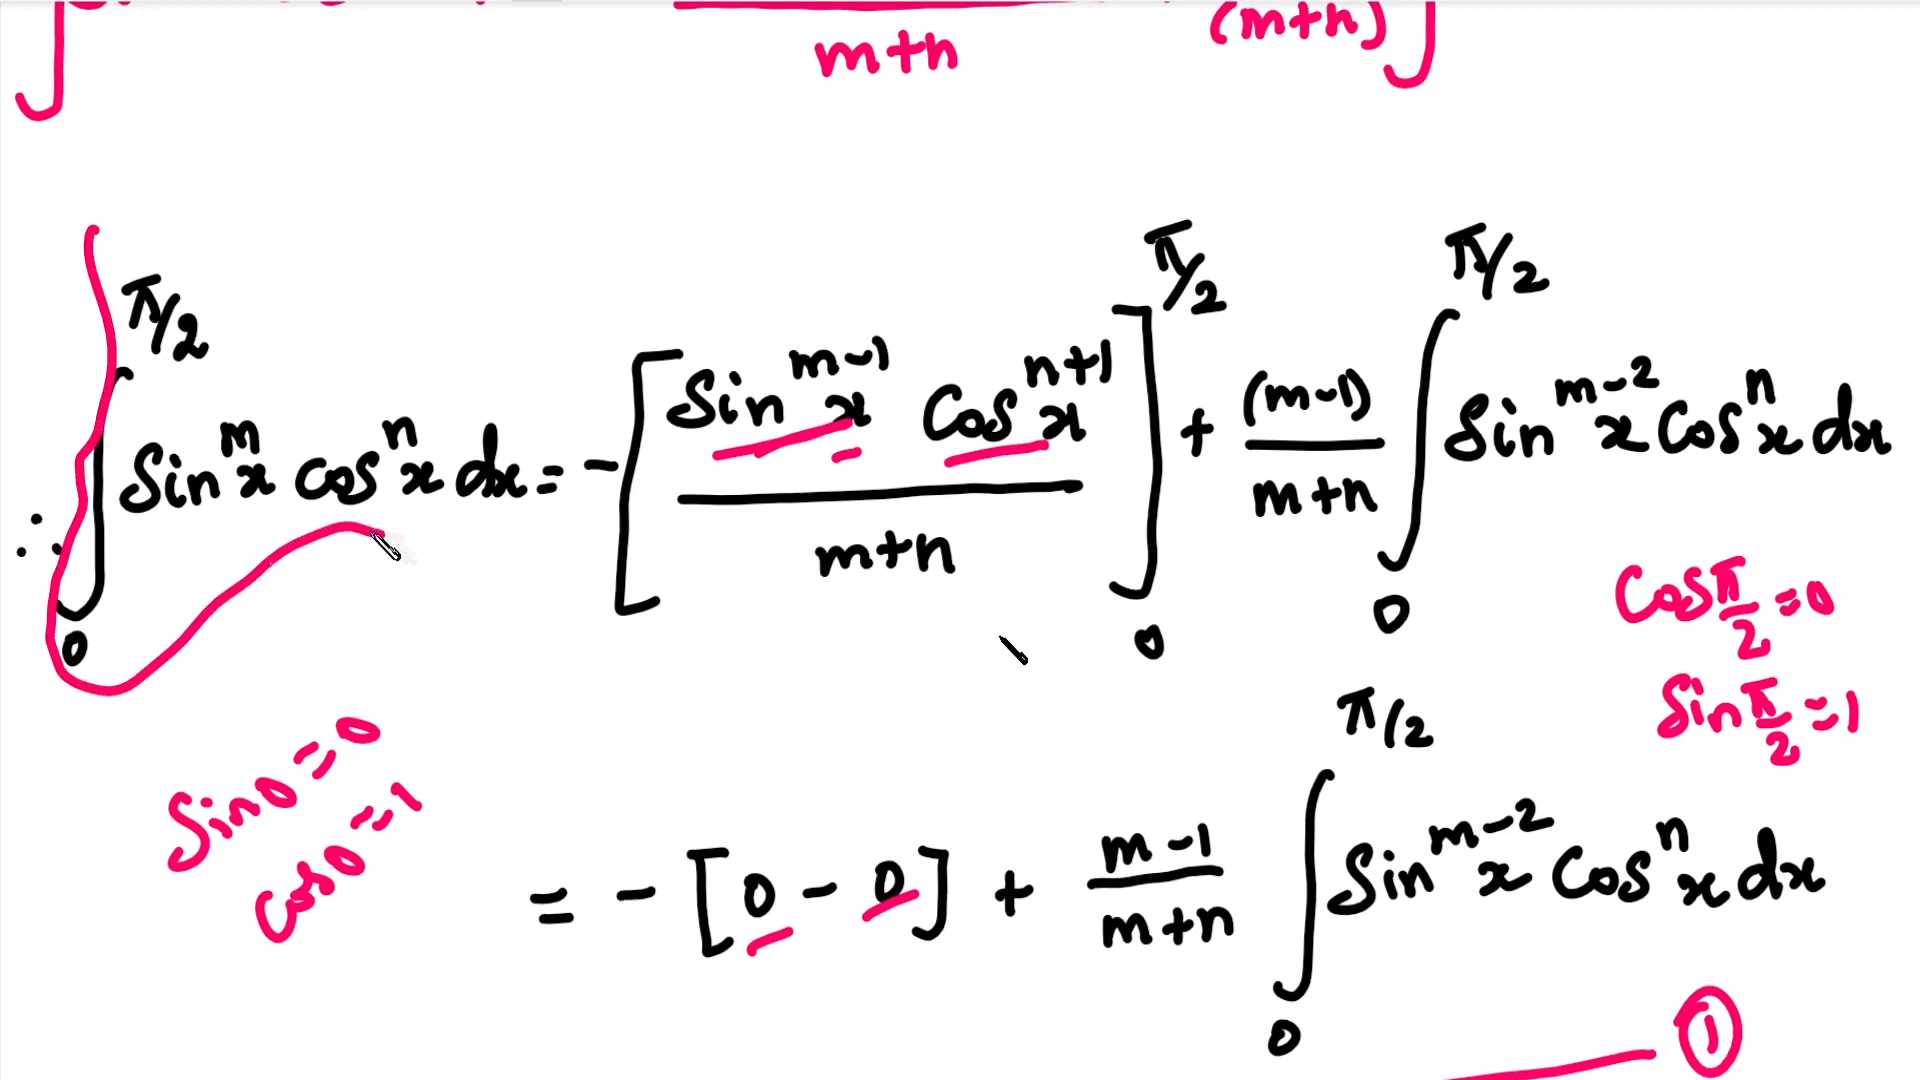 m+n (m+n)
∴ ∫₀^(π/2) Sin^m x cos^n x dx = - [ Sin^(m-1) x Cos^(n+1) x / m+n ]₀^(π/2) + (m-1) / m+n ∫₀^(π/2) Sin^(m-2) x Cos^n x dx
Cos π/2 = 0
Sin π/2 = 1
Sin 0 = 0
Cos 0 = 1
= - [0 - 0] + m-1 / m+n ∫₀^(π/2) Sin^(m-2) x Cos^n x dx
①